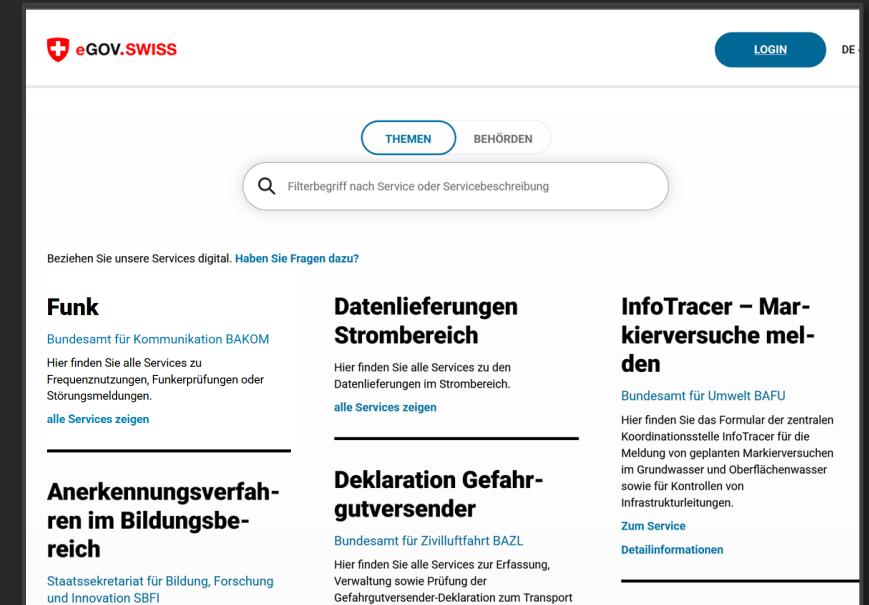 eGOV.SWISS
LOGIN
DE
THEMEN
BEHÖRDEN
Filterbegriff nach Service oder Servicebeschreibung
Beziehen Sie unsere Services digital. Haben Sie Fragen dazu?
Funk
Bundesamt für Kommunikation BAKOM
Hier finden Sie alle Services zu
Frequenznutzungen, Funkerprüfungen oder
Störungsmeldungen.
alle Services zeigen
Anerkennungsverfah-
ren im Bildungsbe-
reich
Staatssekretariat für Bildung, Forschung
und Innovation SBFI
Datenlieferungen
Strombereich
Hier finden Sie alle Services zu den
Datenlieferungen im Strombereich.
alle Services zeigen
Deklaration Gefahr-
gutversender
Bundesamt für Zivilluftfahrt BAZL
Hier finden Sie alle Services zur Erfassung,
Verwaltung sowie Prüfung der
Gefahrgutversender-Deklaration zum Transport
InfoTracer – Mar-
kierversuche mel-
den
Bundesamt für Umwelt BAFU
Hier finden Sie das Formular der zentralen
Koordinationsstelle InfoTracer für die
Meldung von geplanten Markierversuchen
im Grundwasser und Oberflächenwasser
sowie für Kontrollen von
Infrastrukturleitungen.
Zum Service
Detailinformationen